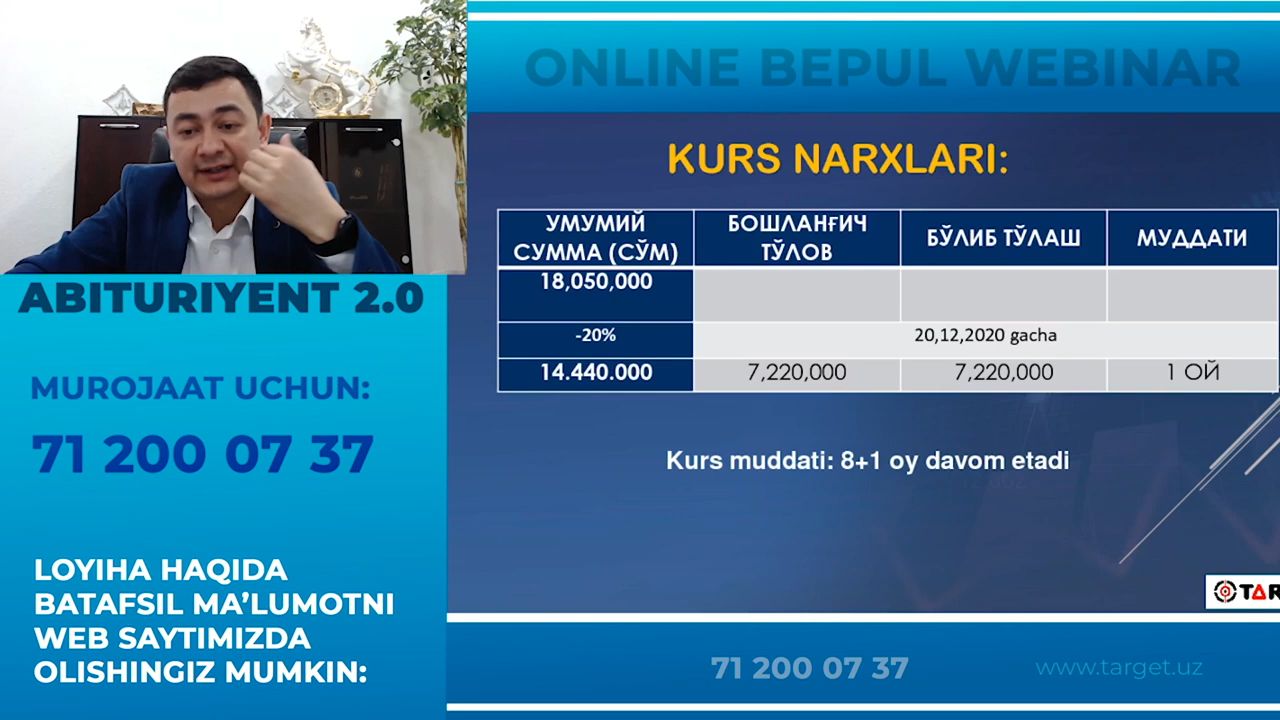 ONLINE BEPUL WEBINAR
KURS NARXLARI:
УМУМИЙ
СУММА (СЎМ)
БОШЛАНҒИЧ
ТЎЛОВ
БЎЛИБ ТЎЛАШ
МУДДАТИ
18,050,000
-20%
20,12,2020 gacha
14.440.000
7,220,000
7,220,000
1 ОЙ
Kurs muddati: 8+1 oy davom etadi
ABITURIYENT 2.0
MUROJAAT UCHUN:
71 200 07 37
LOYIHA HAQIDA
BATAFSIL MA’LUMOTNI
WEB SAYTIMIZDA
OLISHINGIZ MUMKIN:
71 200 07 37
www.target.uz